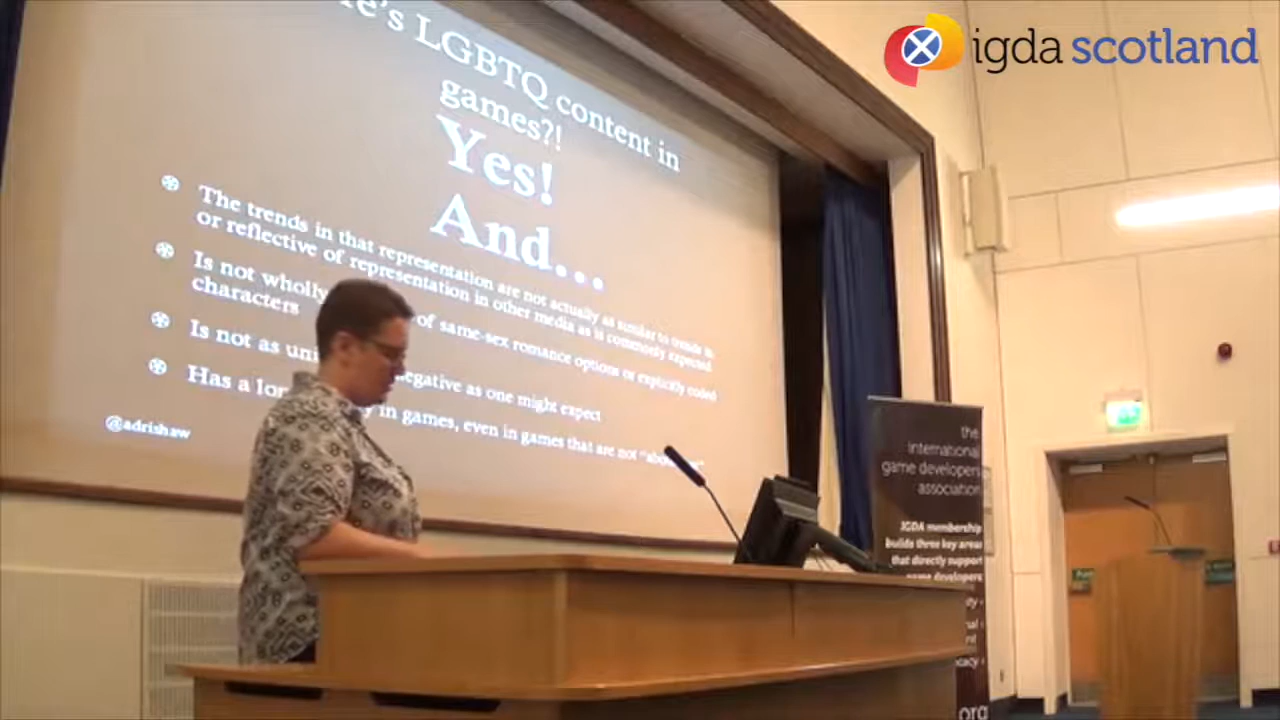 igda scotland
e's LGBTQ content in
games?!
Yes!
And...
The trends in that representation are not actually as similar to trends in
or reflective of representation in other media as is commonly expected
Is not wholly of same-sex romance options or explicitly coded
characters
Is not as negative as one might expect
Has a in games, even in games that are not
@adrishaw
the
international
game developers
association
IGDA membership
builds three key areas
that directly support
game developers
org